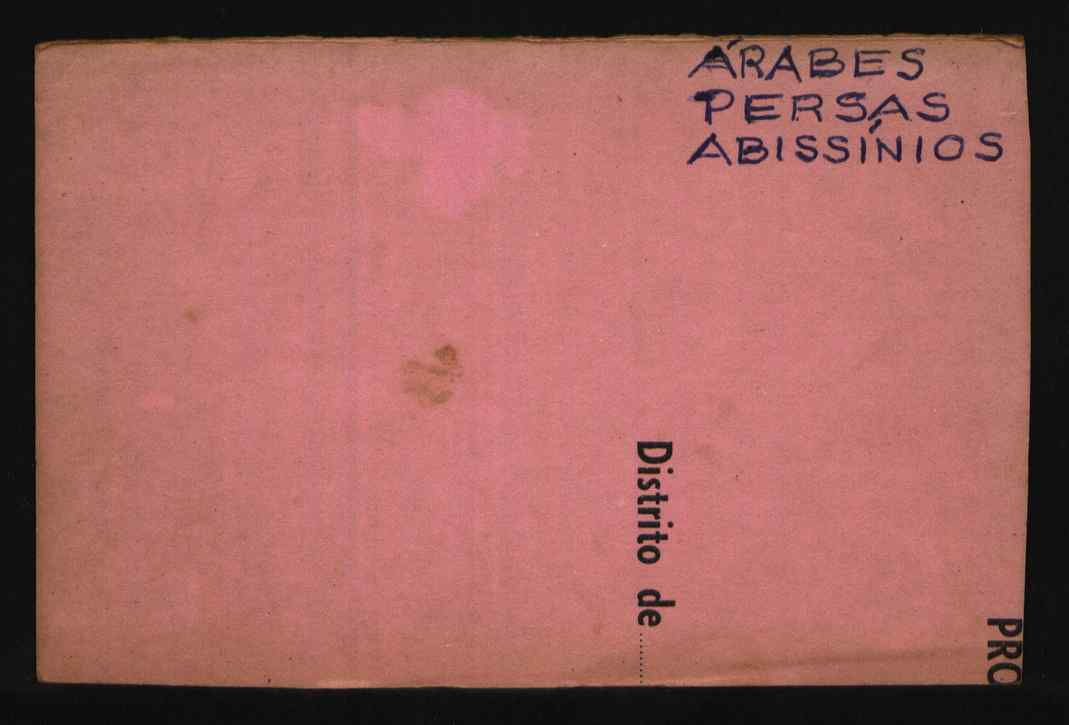 ÁRABES
PERSAS
ABISSÍNIOS
Distrito de........
PRO